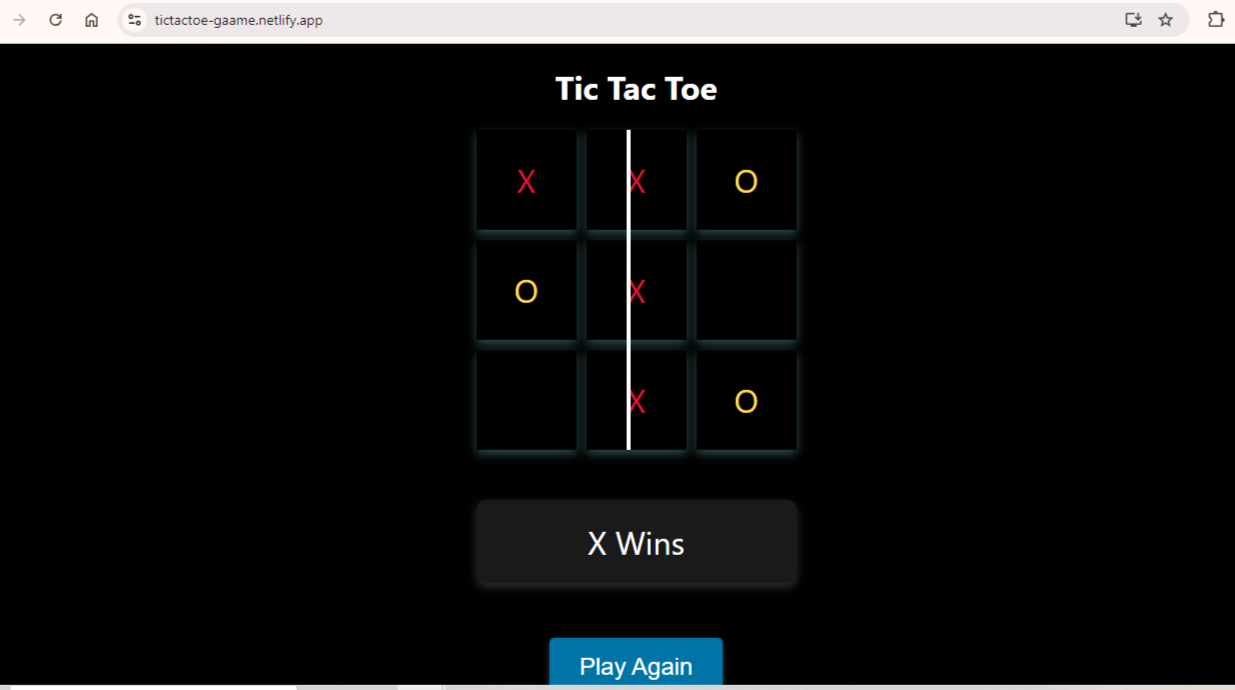 tictactoe-gaame.netlify.app
Tic Tac Toe
X X O
O X
X O
X Wins
Play Again